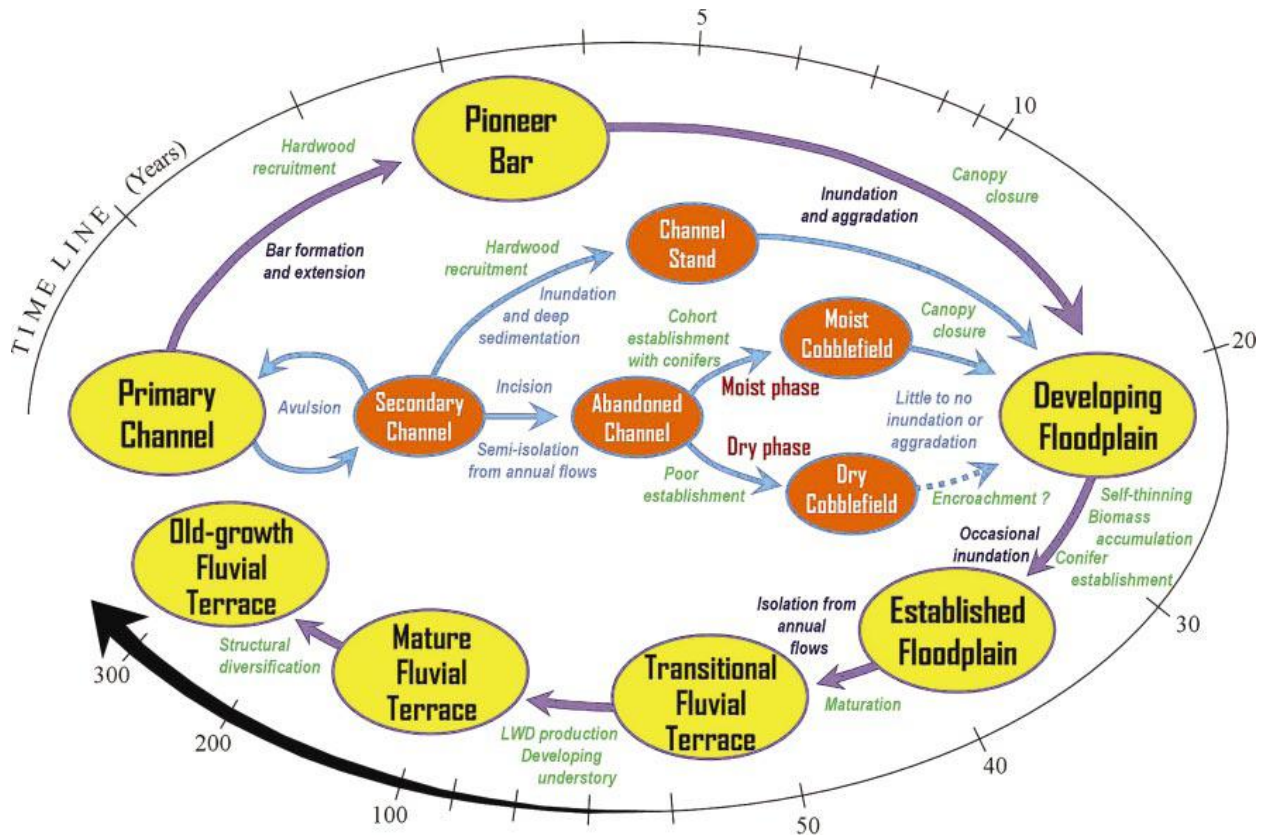 TIME LINE (Years)
5
10
20
30
40
50
100
200
300
Pioneer
Bar
Hardwood
recruitment
Bar formation
and extension
Canopy
closure
Inundation
and aggradation
Channel
Stand
Hardwood
recruitment
Inundation
and deep
sedimentation
Cohort
establishment
with conifers
Moist
Cobblefield
Canopy
closure
Moist phase
Primary
Channel
Avulsion
Secondary
Channel
Incision
Semi-isolation
from annual flows
Abandoned
Channel
Little to no
inundation or
aggradation
Developing
Floodplain
Dry phase
Poor
establishment
Dry
Cobblefield
Encroachment ?
Self-thinning
Biomass
accumulation
Conifer
establishment
Occasional
inundation
Established
Floodplain
Isolation from
annual
flows
Maturation
Transitional
Fluvial
Terrace
LWD production
Developing
understory
Mature
Fluvial
Terrace
Structural
diversification
Old-growth
Fluvial
Terrace